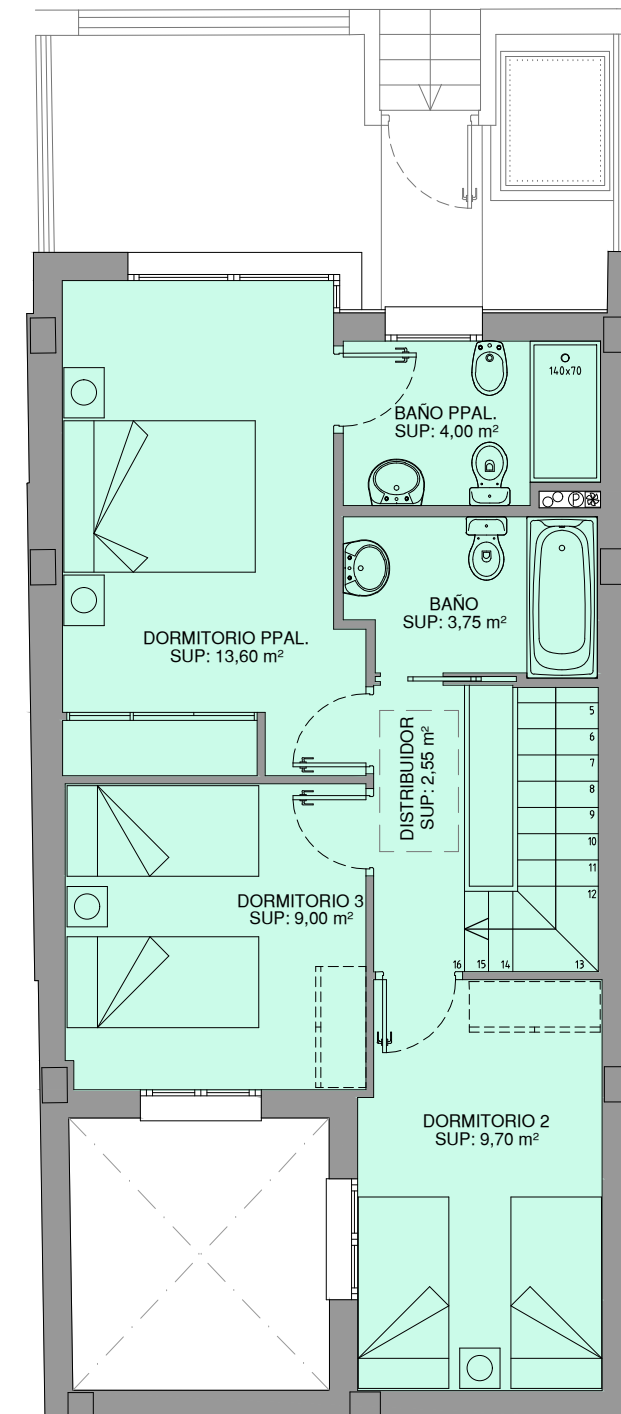 140x70
BAÑO PPAL.
SUP: 4,00 m²
P
BAÑO
SUP: 3,75 m²
DORMITORIO PPAL.
SUP: 13,60 m²
DISTRIBUIDOR
SUP: 2,55 m²
5
6
7
8
9
10
11
12
13
14
15
16
DORMITORIO 3
SUP: 9,00 m²
DORMITORIO 2
SUP: 9,70 m²